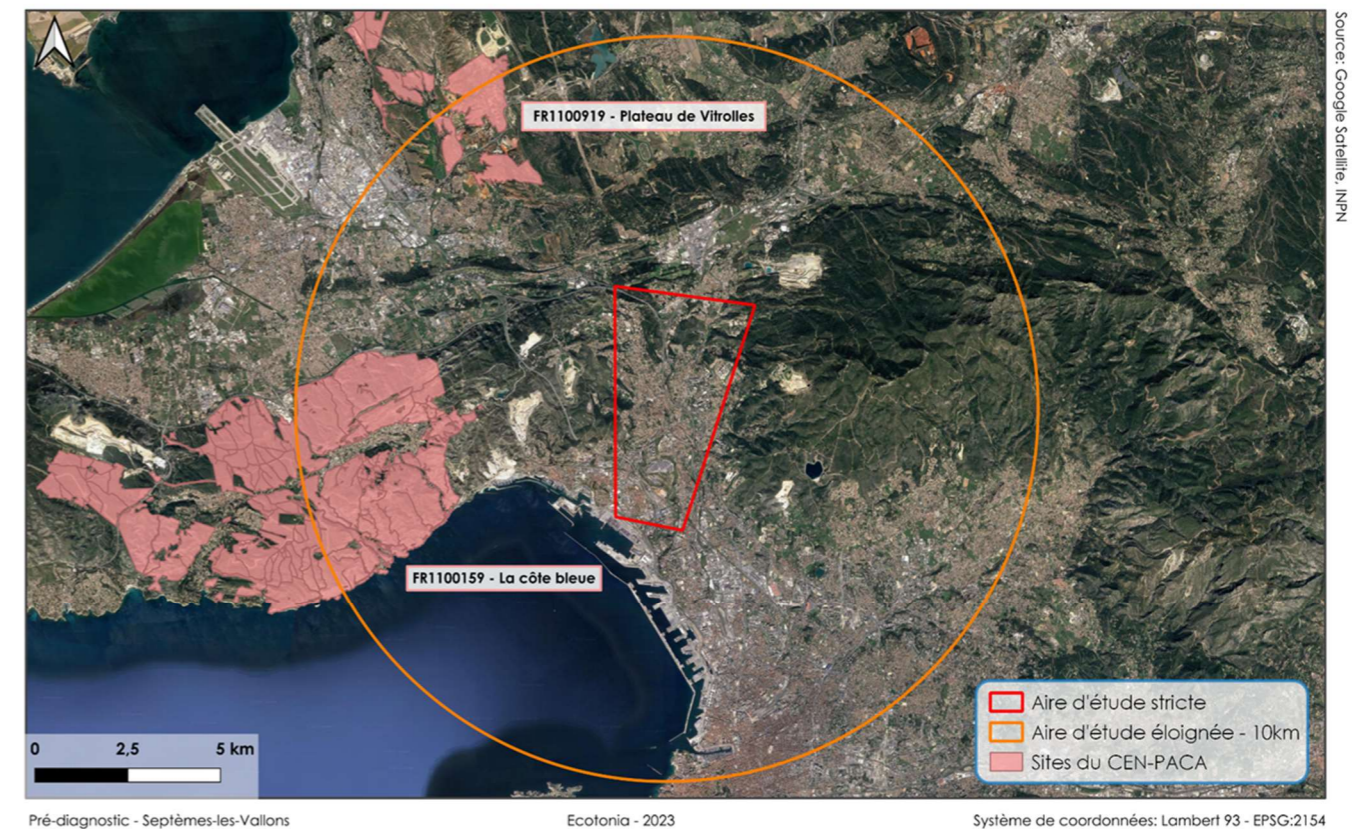 Source: Google Satellite, INPN
FR1100919 - Plateau de Vitrolles
FR1100159 - La côte bleue
Aire d'étude stricte
Aire d'étude éloignée - 10km
Sites du CEN-PACA
0 2,5 5 km
Pré-diagnostic - Septèmes-les-Vallons
Ecotonia - 2023
Système de coordonnées: Lambert 93 - EPSG:2154